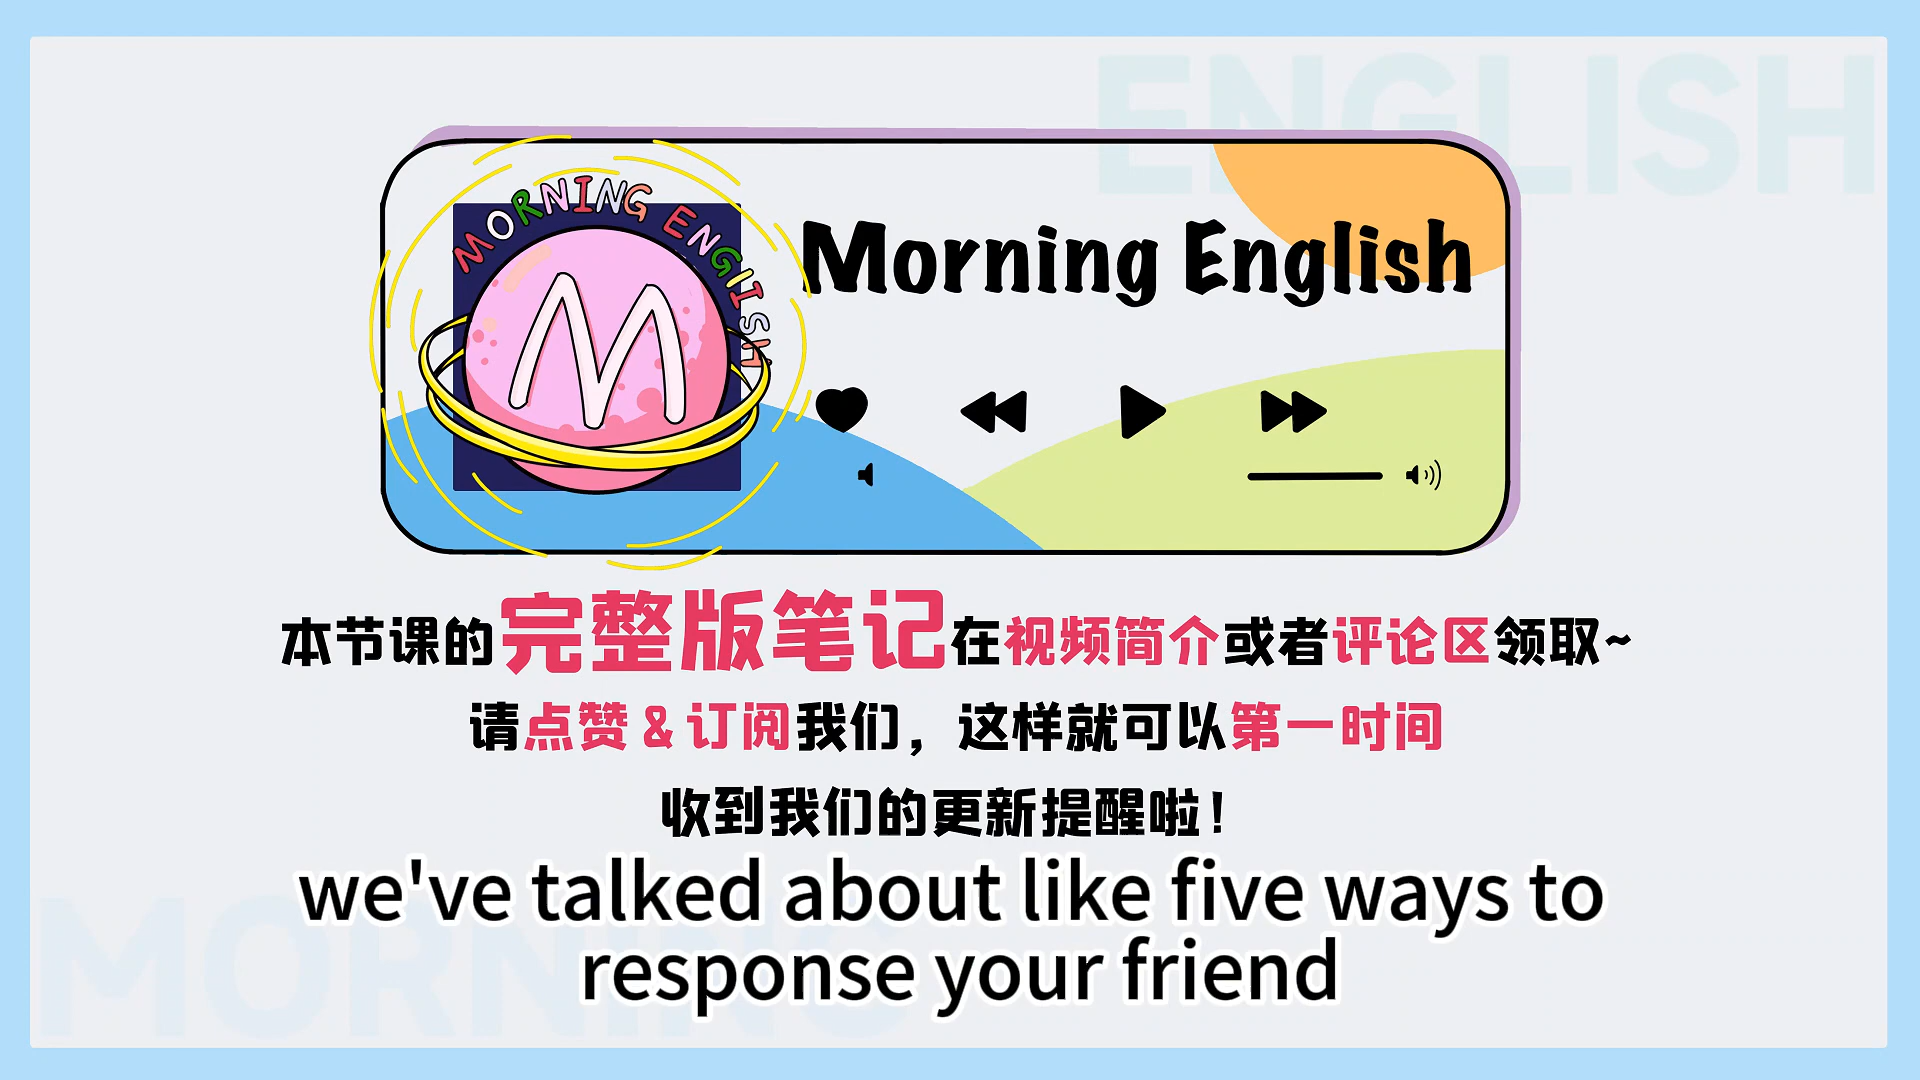 ENGLISH
MORNING ENGLISH
M
Morning English
本节课的完整版笔记在视频简介或者评论区领取~
请点赞&订阅我们，这样就可以第一时间
收到我们的更新提醒啦！
we've talked about like five ways to
response your friend
MORNING